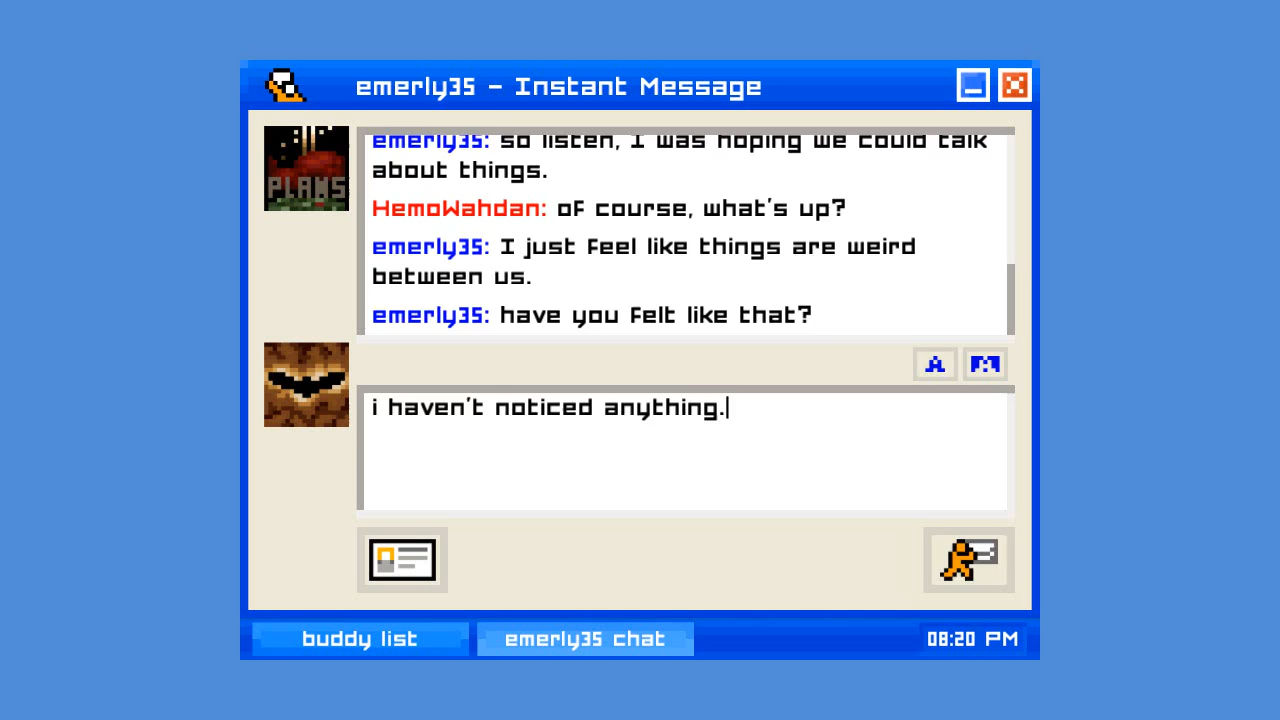 emerly35 - Instant Message
PLANS
emerly35: so listen, I was hoping we could talk
about things.
HemoWahdan: of course, what's up?
emerly35: I just feel like things are weird
between us.
emerly35: have you felt like that?
A
A
i haven't noticed anything.
buddy list
emerly35 chat
08:20 PM